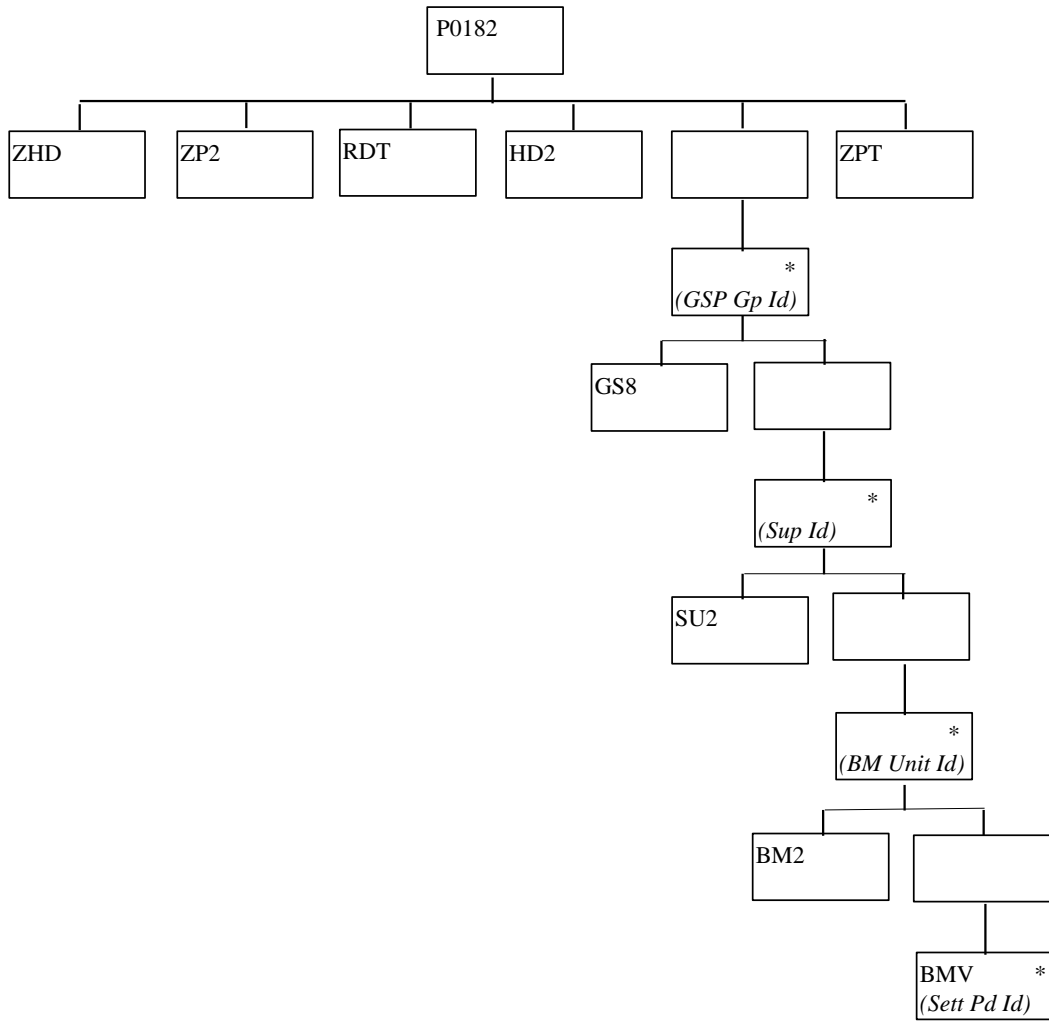 P0182
ZHD
ZP2
RDT
HD2
ZPT
*
(GSP Gp Id)
GS8
*
(Sup Id)
SU2
*
(BM Unit Id)
BM2
BMV *
(Sett Pd Id)